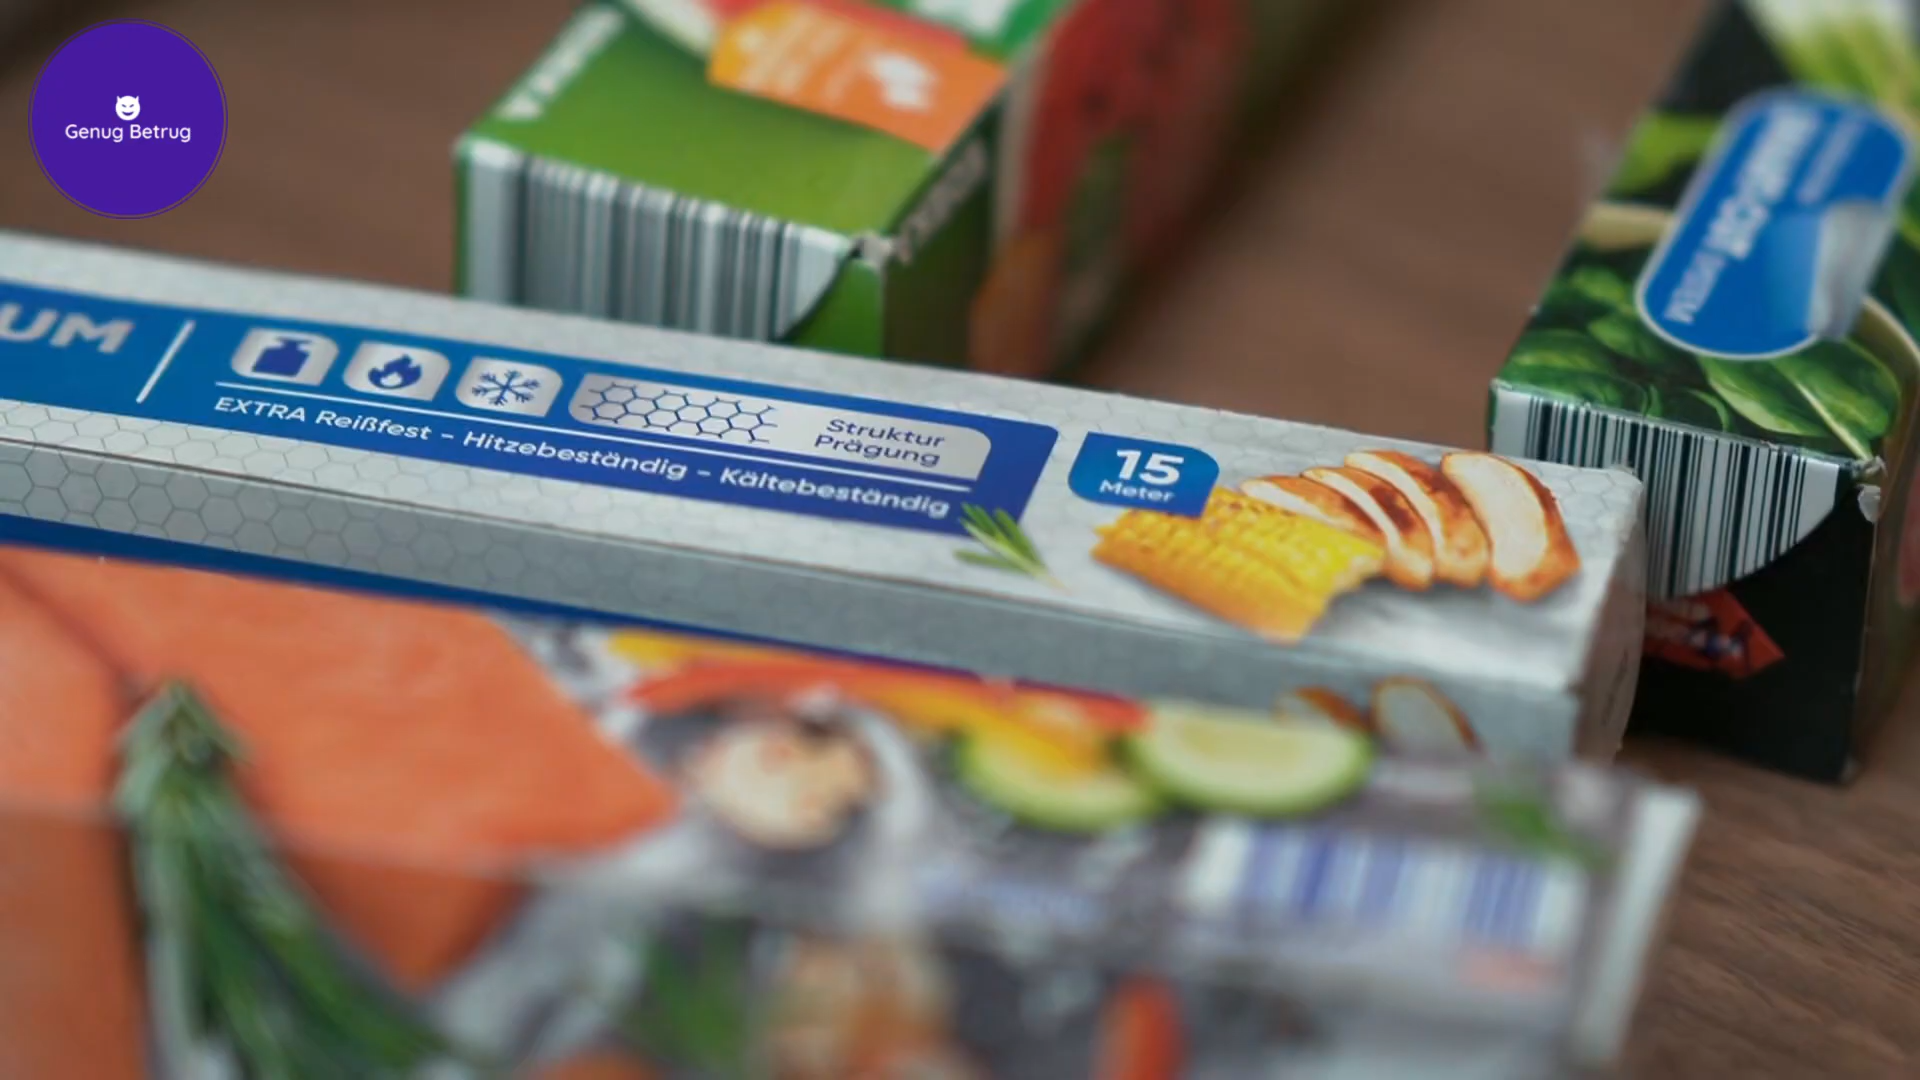 Genug Betrug
UM
Struktur
Prägung
EXTRA Reißfest – Hitzebeständig – Kältebeständig
15
Meter